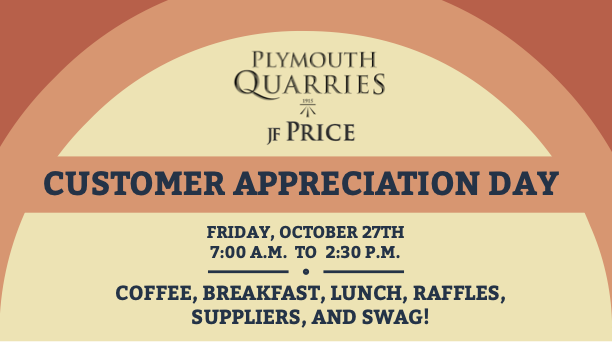 PLYMOUTH
QUARRIES
1915
JF PRICE
CUSTOMER APPRECIATION DAY
FRIDAY, OCTOBER 27TH
7:00 A.M. TO 2:30 P.M.
COFFEE, BREAKFAST, LUNCH, RAFFLES,
SUPPLIERS, AND SWAG!